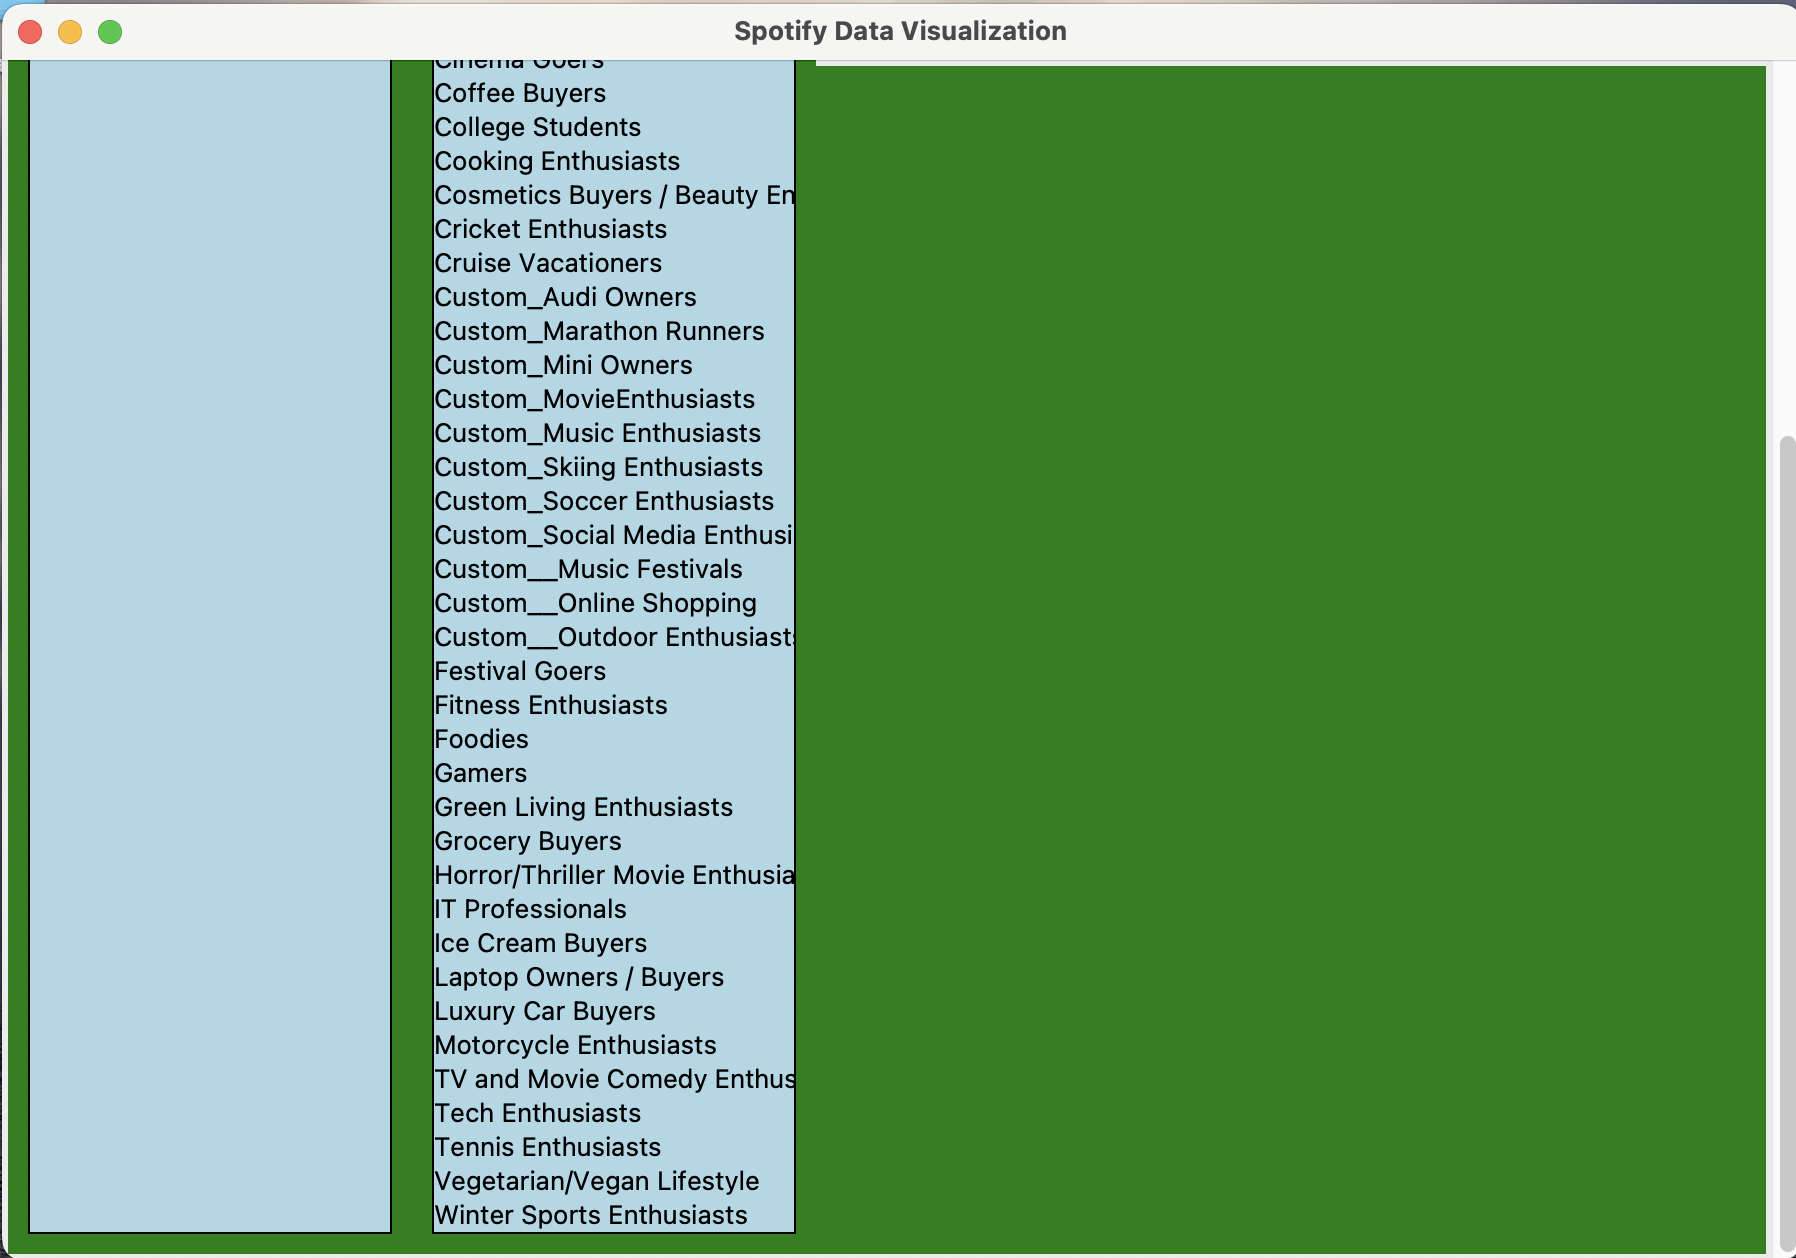 Spotify Data Visualization
Cinema Goers
Coffee Buyers
College Students
Cooking Enthusiasts
Cosmetics Buyers / Beauty En
Cricket Enthusiasts
Cruise Vacationers
Custom_Audi Owners
Custom_Marathon Runners
Custom_Mini Owners
Custom_MovieEnthusiasts
Custom_Music Enthusiasts
Custom_Skiing Enthusiasts
Custom_Soccer Enthusiasts
Custom_Social Media Enthusi
Custom__Music Festivals
Custom__Online Shopping
Custom__Outdoor Enthusiasts
Festival Goers
Fitness Enthusiasts
Foodies
Gamers
Green Living Enthusiasts
Grocery Buyers
Horror/Thriller Movie Enthusia
IT Professionals
Ice Cream Buyers
Laptop Owners / Buyers
Luxury Car Buyers
Motorcycle Enthusiasts
TV and Movie Comedy Enthus
Tech Enthusiasts
Tennis Enthusiasts
Vegetarian/Vegan Lifestyle
Winter Sports Enthusiasts